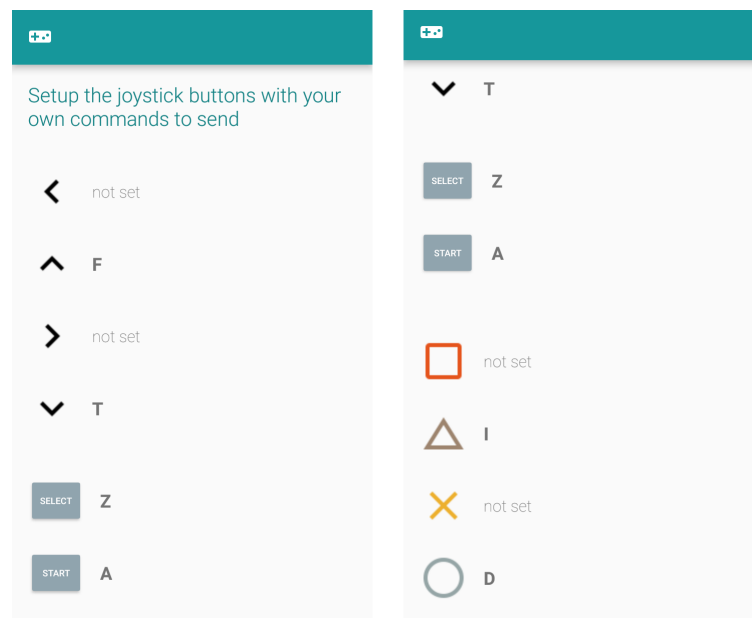 Setup the joystick buttons with your
own commands to send
not set
F
not set
T
SELECT Z
START A
T
SELECT Z
START A
not set
I
not set
D